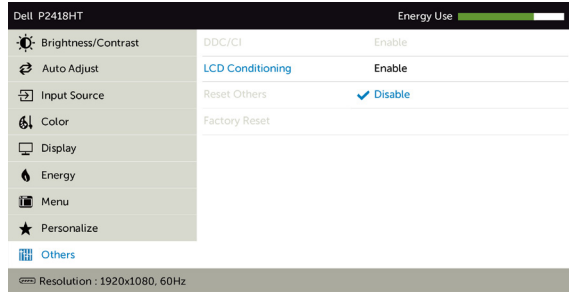 Dell P2418HT Energy Use
Brightness/Contrast DDC/CI Enable
Auto Adjust LCD Conditioning Enable
Input Source Reset Others Disable
Color Factory Reset
Display
Energy
Menu
Personalize
Others
Resolution : 1920x1080, 60Hz